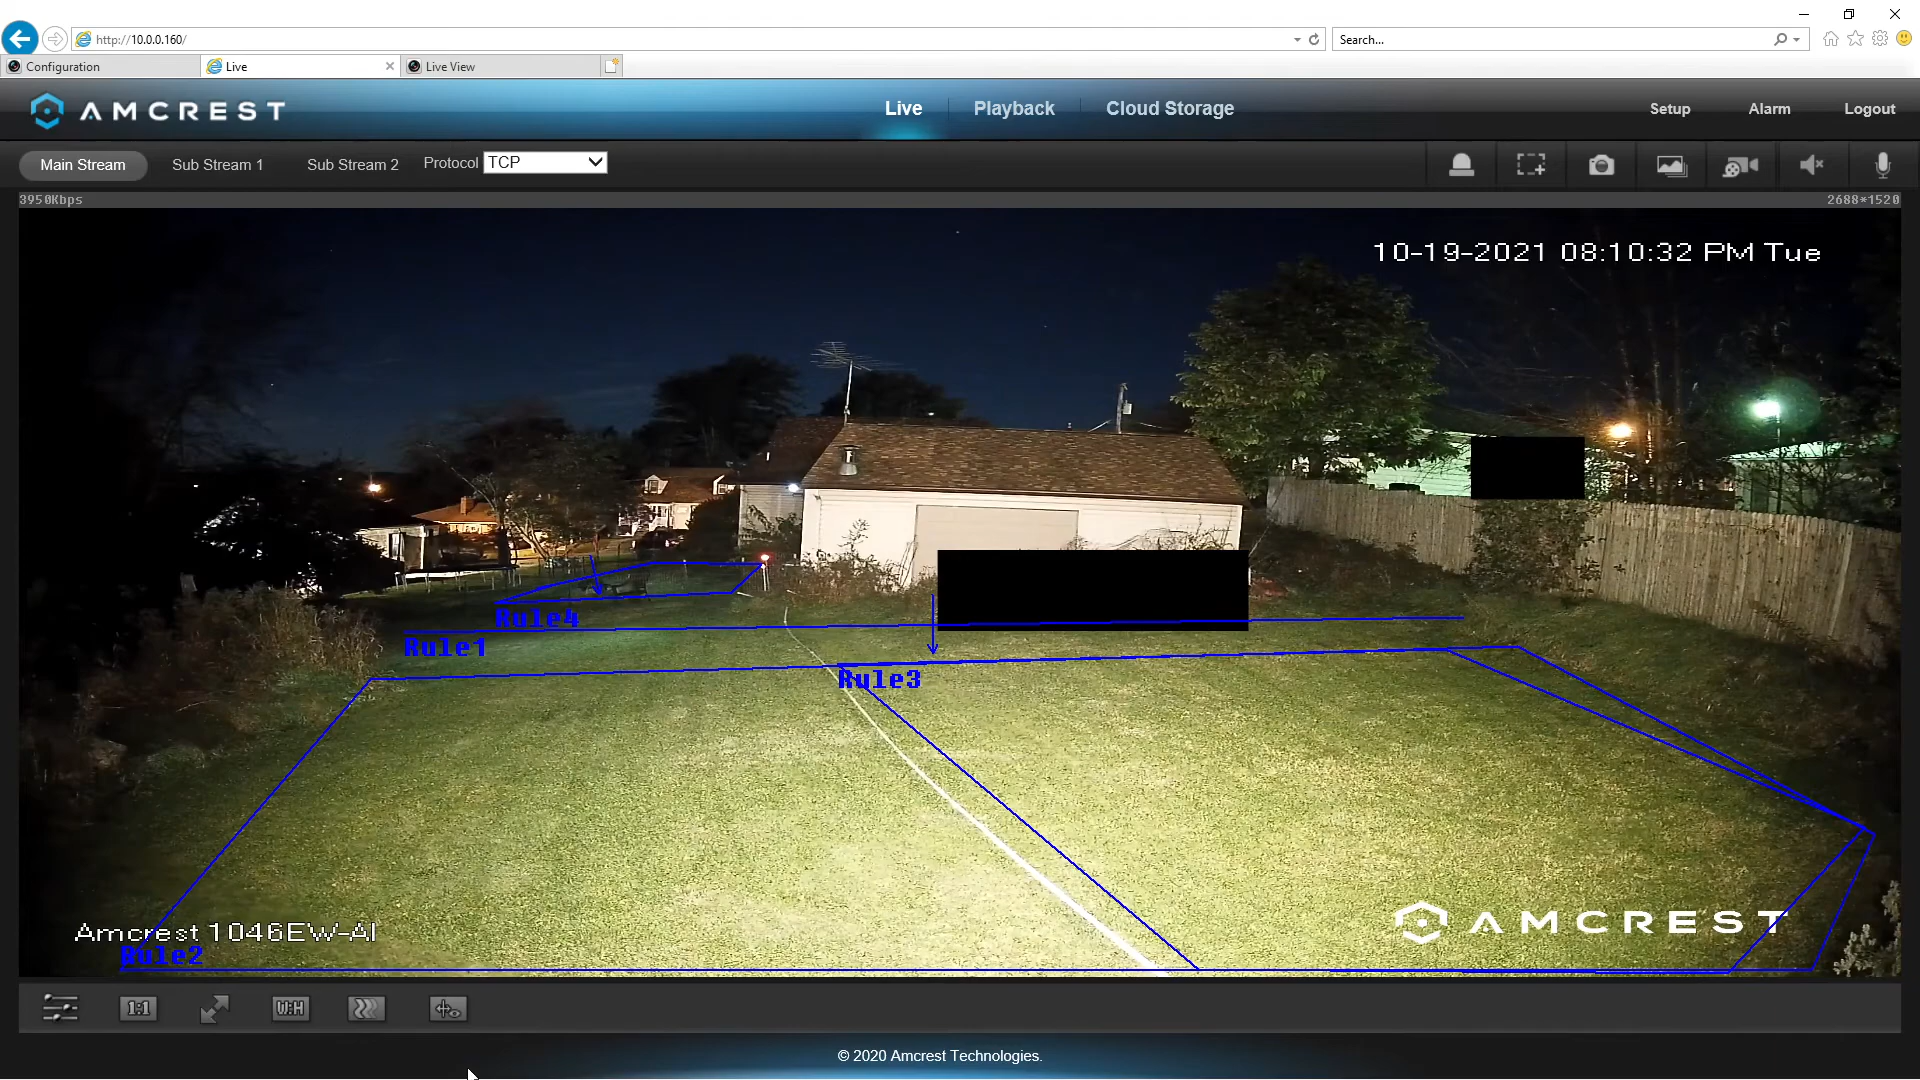 http://10.0.0.160/
Search...
Configuration
Live
Live View
AMCREST
Live
Playback
Cloud Storage
Setup
Alarm
Logout
Main Stream
Sub Stream 1
Sub Stream 2
Protocol
TCP
3950Kbps
2688*1520
10-19-2021 08:10:32 PM Tue
Rule4
Rule1
Rule3
Amcrest 1046EW-AI
AMCREST
Rule2
1:1
W:H
© 2020 Amcrest Technologies.